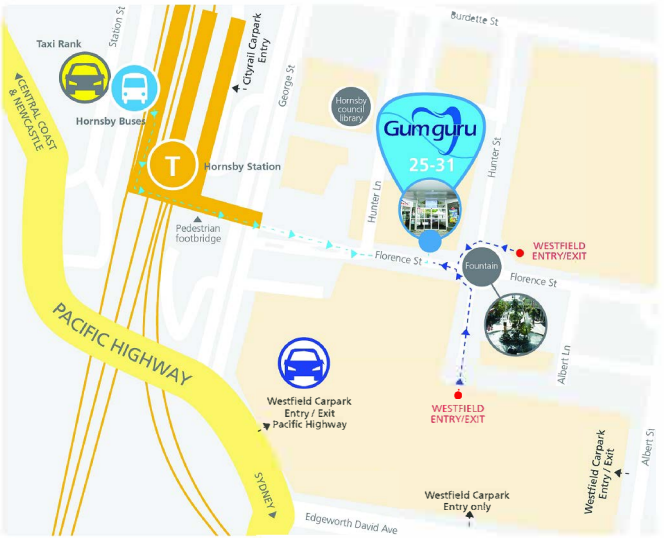 Burdette St
Station St
Taxi Rank
Cityrail Carpark
Entry
George St
CENTRAL COAST
& NEWCASTLE
Hornsby Buses
Hornsby
council
library
Gumguru
25-31
Hunter St
T
Hornsby Station
Hunter Ln
Pedestrian
footbridge
Florence St
WESTFIELD
ENTRY/EXIT
Fountain
Florence St
PACIFIC HIGHWAY
Albert Ln
Westfield Carpark
Entry / Exit
Pacific Highway
WESTFIELD
ENTRY/EXIT
Albert St
Westfield Carpark
Entry / Exit
SYDNEY
Westfield Carpark
Entry only
Edgeworth David Ave